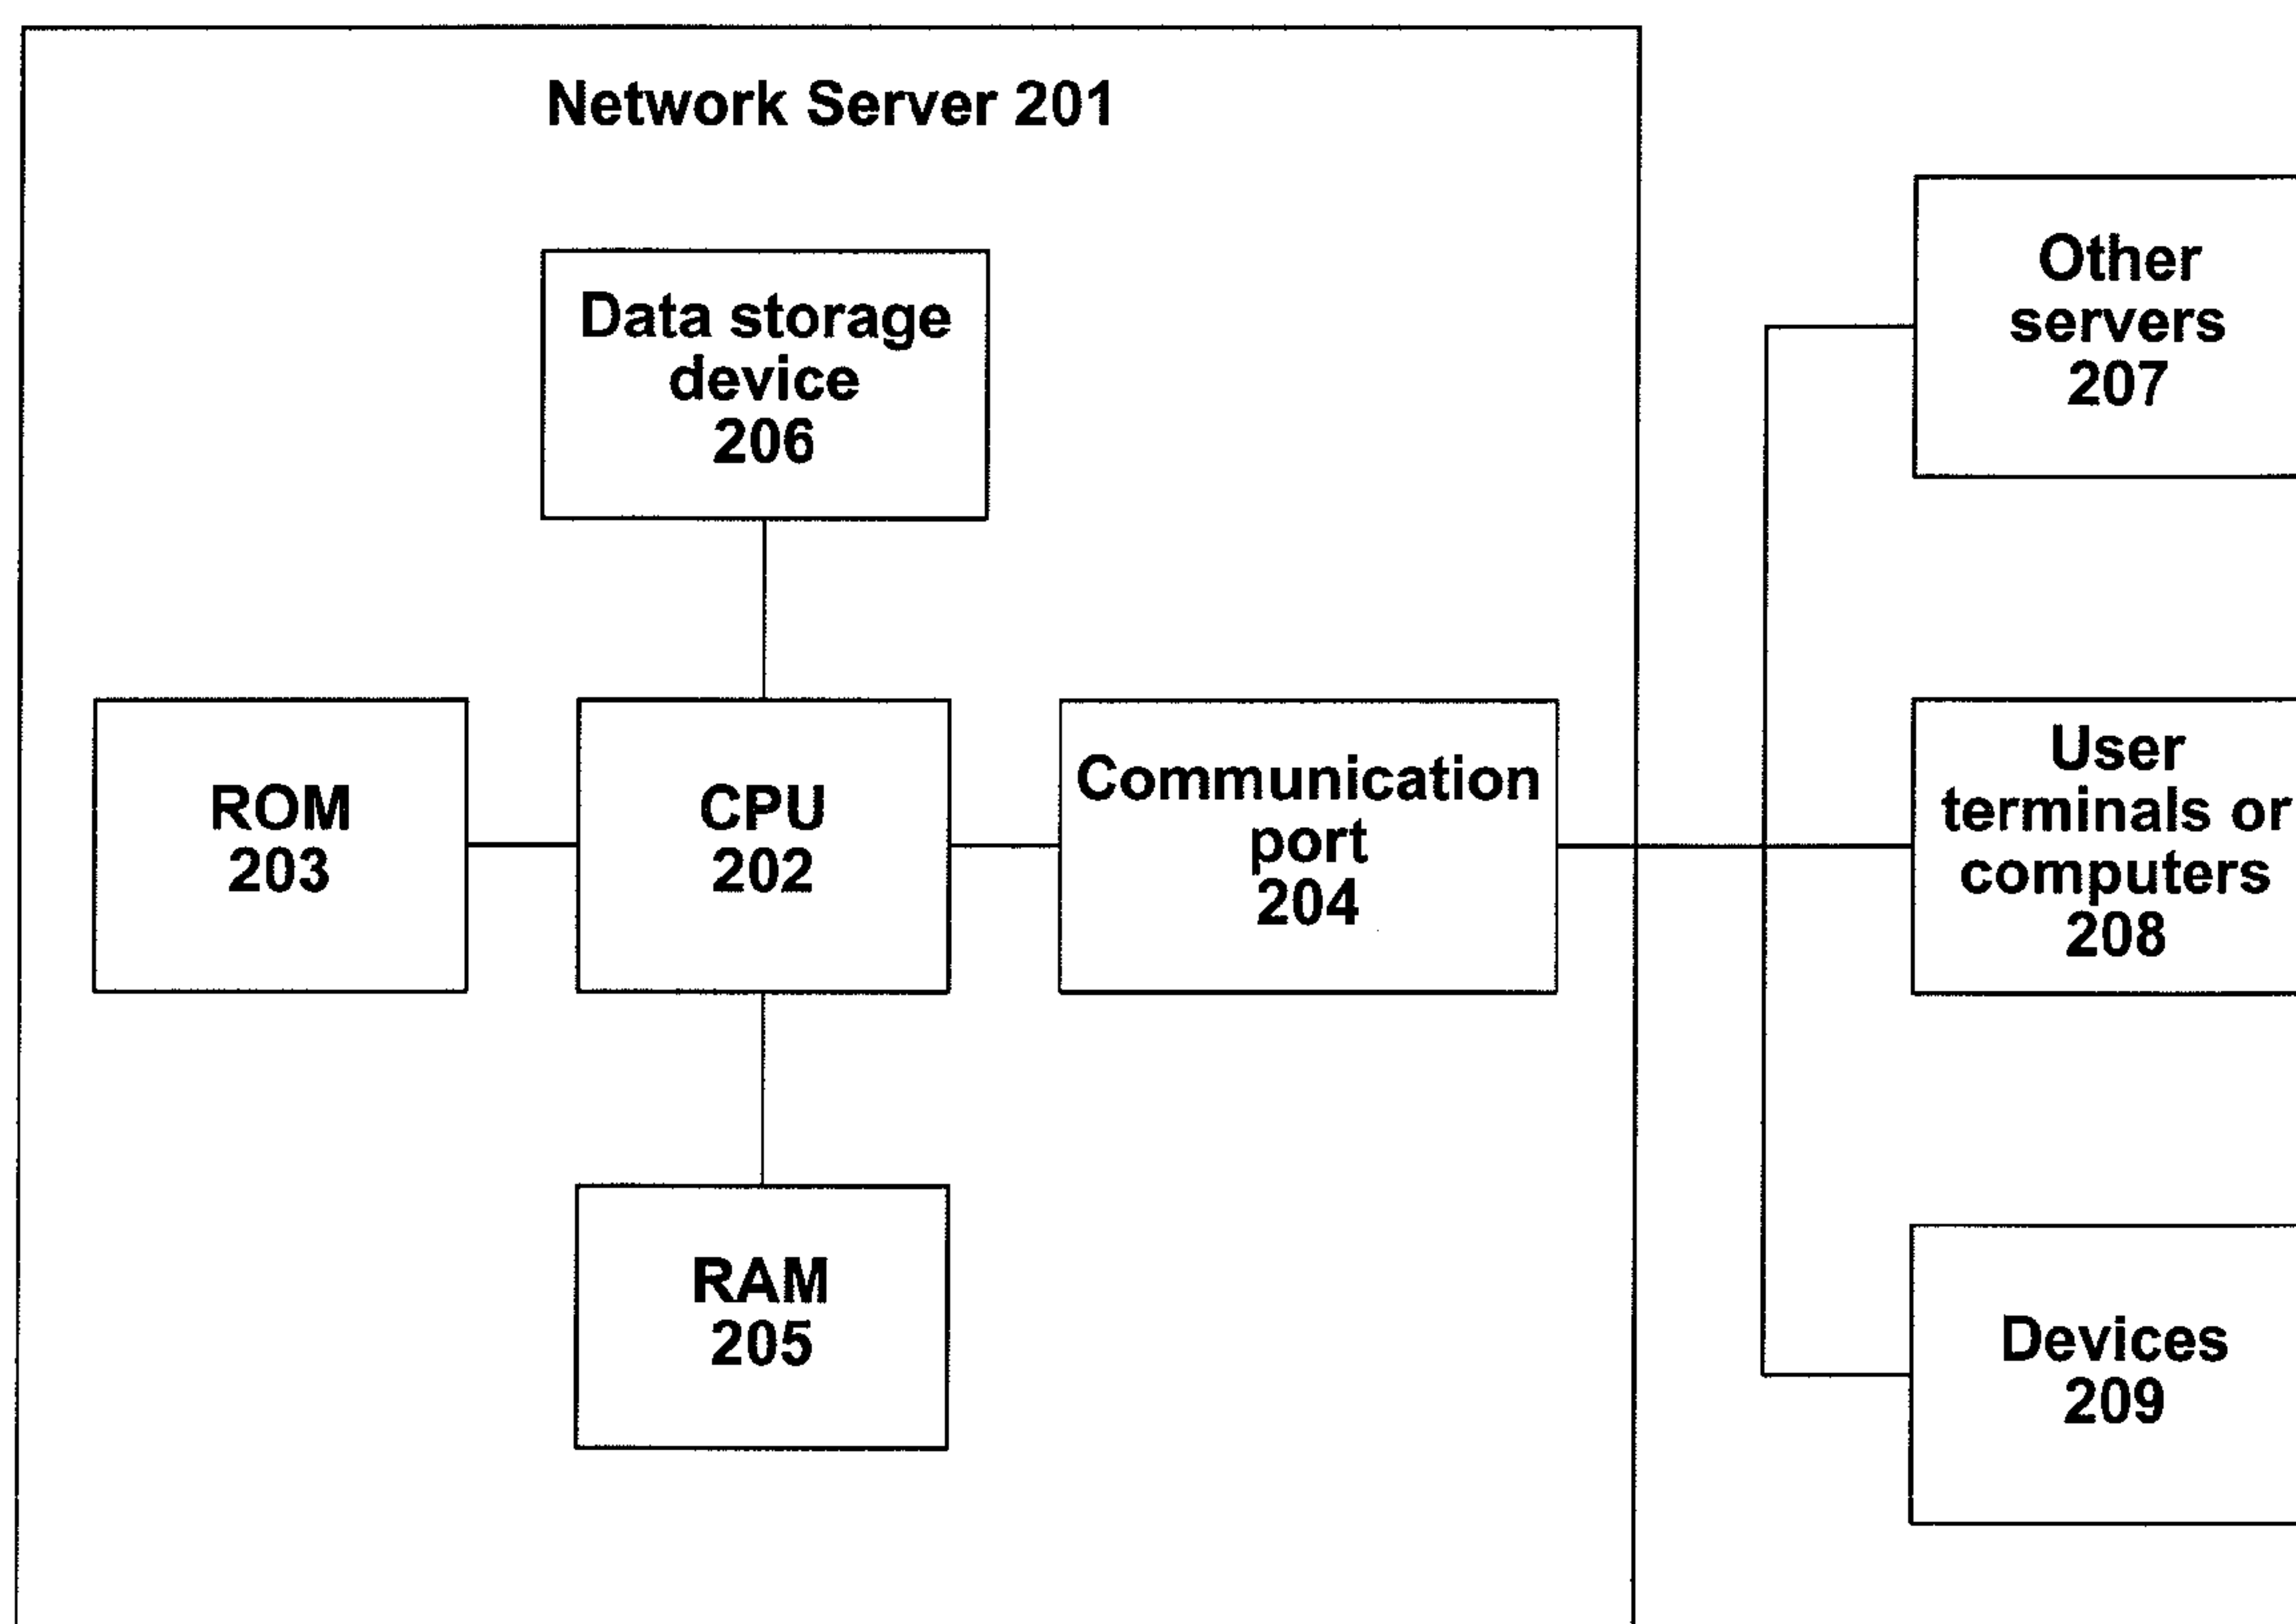 Network Server 201
Data storage
device
206
ROM
203
CPU
202
Communication
port
204
RAM
205
Other
servers
207
User
terminals or
computers
208
Devices
209